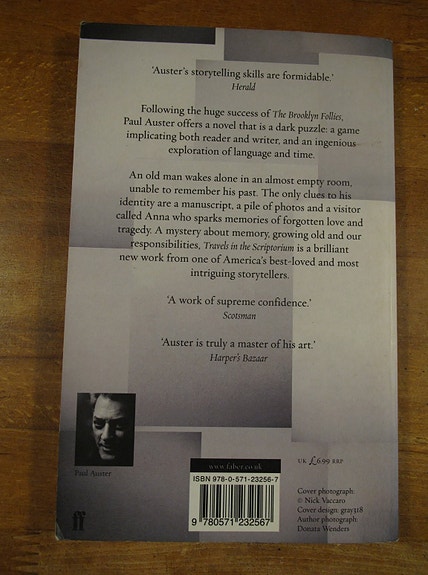 ‘Auster’s storytelling skills are formidable.’
Herald
Following the huge success of The Brooklyn Follies,
Paul Auster offers a novel that is a dark puzzle: a game
implicating both reader and writer, and an ingenious
exploration of language and time.
An old man wakes alone in an almost empty room,
unable to remember his past. The only clues to his
identity are a manuscript, a pile of photos and a visitor
called Anna who sparks memories of forgotten love and
tragedy. A mystery about memory, growing old and our
responsibilities, Travels in the Scriptorium is a brilliant
new work from one of America’s best-loved and most
intriguing storytellers.
‘A work of supreme confidence.’
Scotsman
‘Auster is truly a master of his art.’
Harper’s Bazaar
Paul Auster
ff
www.faber.co.uk
ISBN 978-0-571-23256-7
9 780571 232567
UK £6.99 RRP
Cover photograph:
© Nick Vaccaro
Cover design: gray318
Author photograph:
Donata Wenders